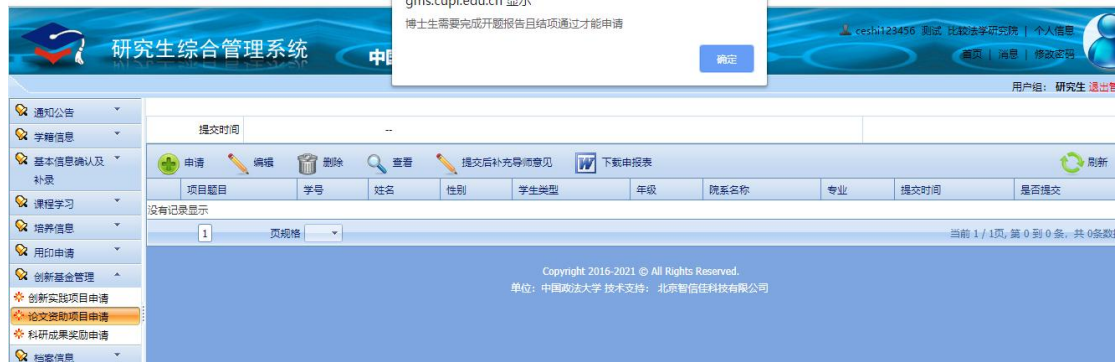 gms.cupl.edu.cn 显示
博士生需要完成开题报告且结项通过才能申请
确定
研究生综合管理系统
ceshi123456 测试 比较法学研究院 | 个人信息
首页 | 消息 | 修改密码
用户组: 研究生 退出
通知公告
学籍信息
基本信息确认及
补录
课程学习
培养信息
用印申请
创新基金管理
创新实践项目申请
论文资助项目申请
科研成果奖励申请
档案信息
提交时间 --
申请 编辑 删除 查看 提交后补充导师意见 下载申报表 刷新
项目题目 学号 姓名 性别 学生类型 年级 院系名称 专业 提交时间 是否提交
没有记录显示
1 页规格 当前 1 / 1页, 第 0 到 0 条, 共 0条
Copyright 2016-2021 © All Rights Reserved.
单位: 中国政法大学 技术支持: 北京智信佳科技有限公司